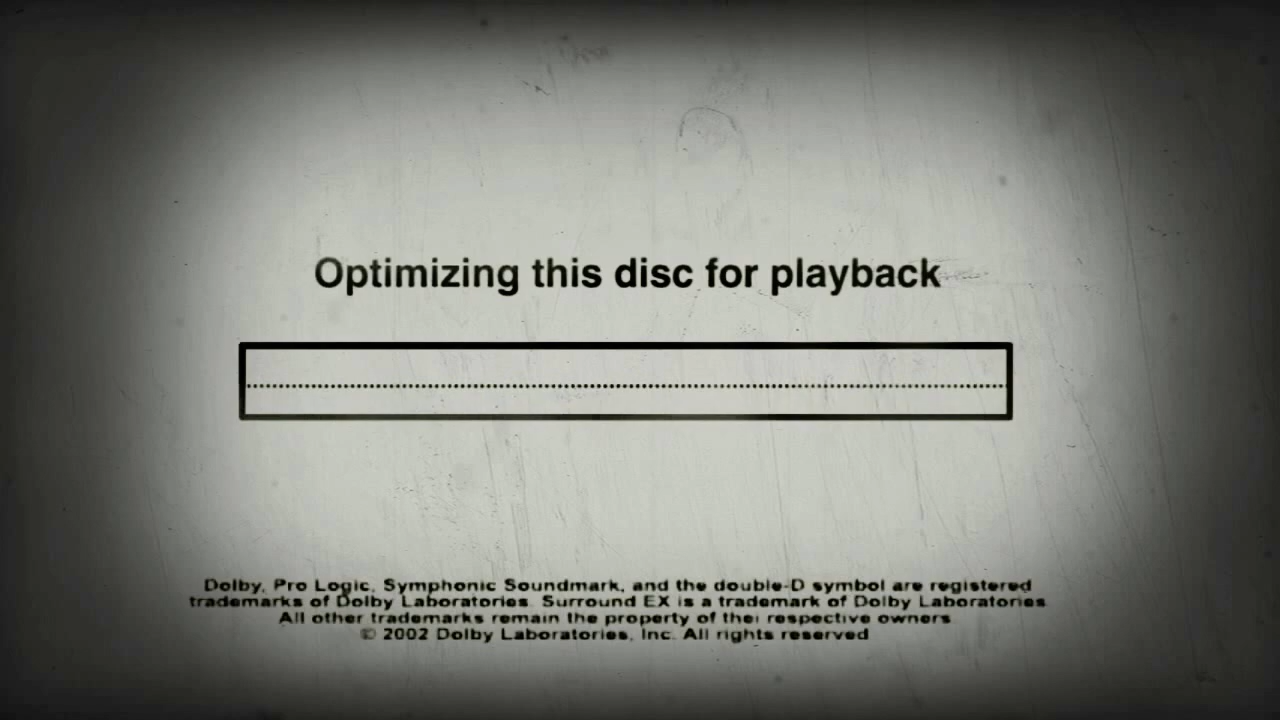 Optimizing this disc for playback
Dolby, Pro Logic, Symphonic Soundmark, and the double-D symbol are registered
trademarks of Dolby Laboratories. Surround EX is a trademark of Dolby Laboratories.
All other trademarks remain the property of thei respective owners
© 2002 Dolby Laboratories, Inc. All rights reserved